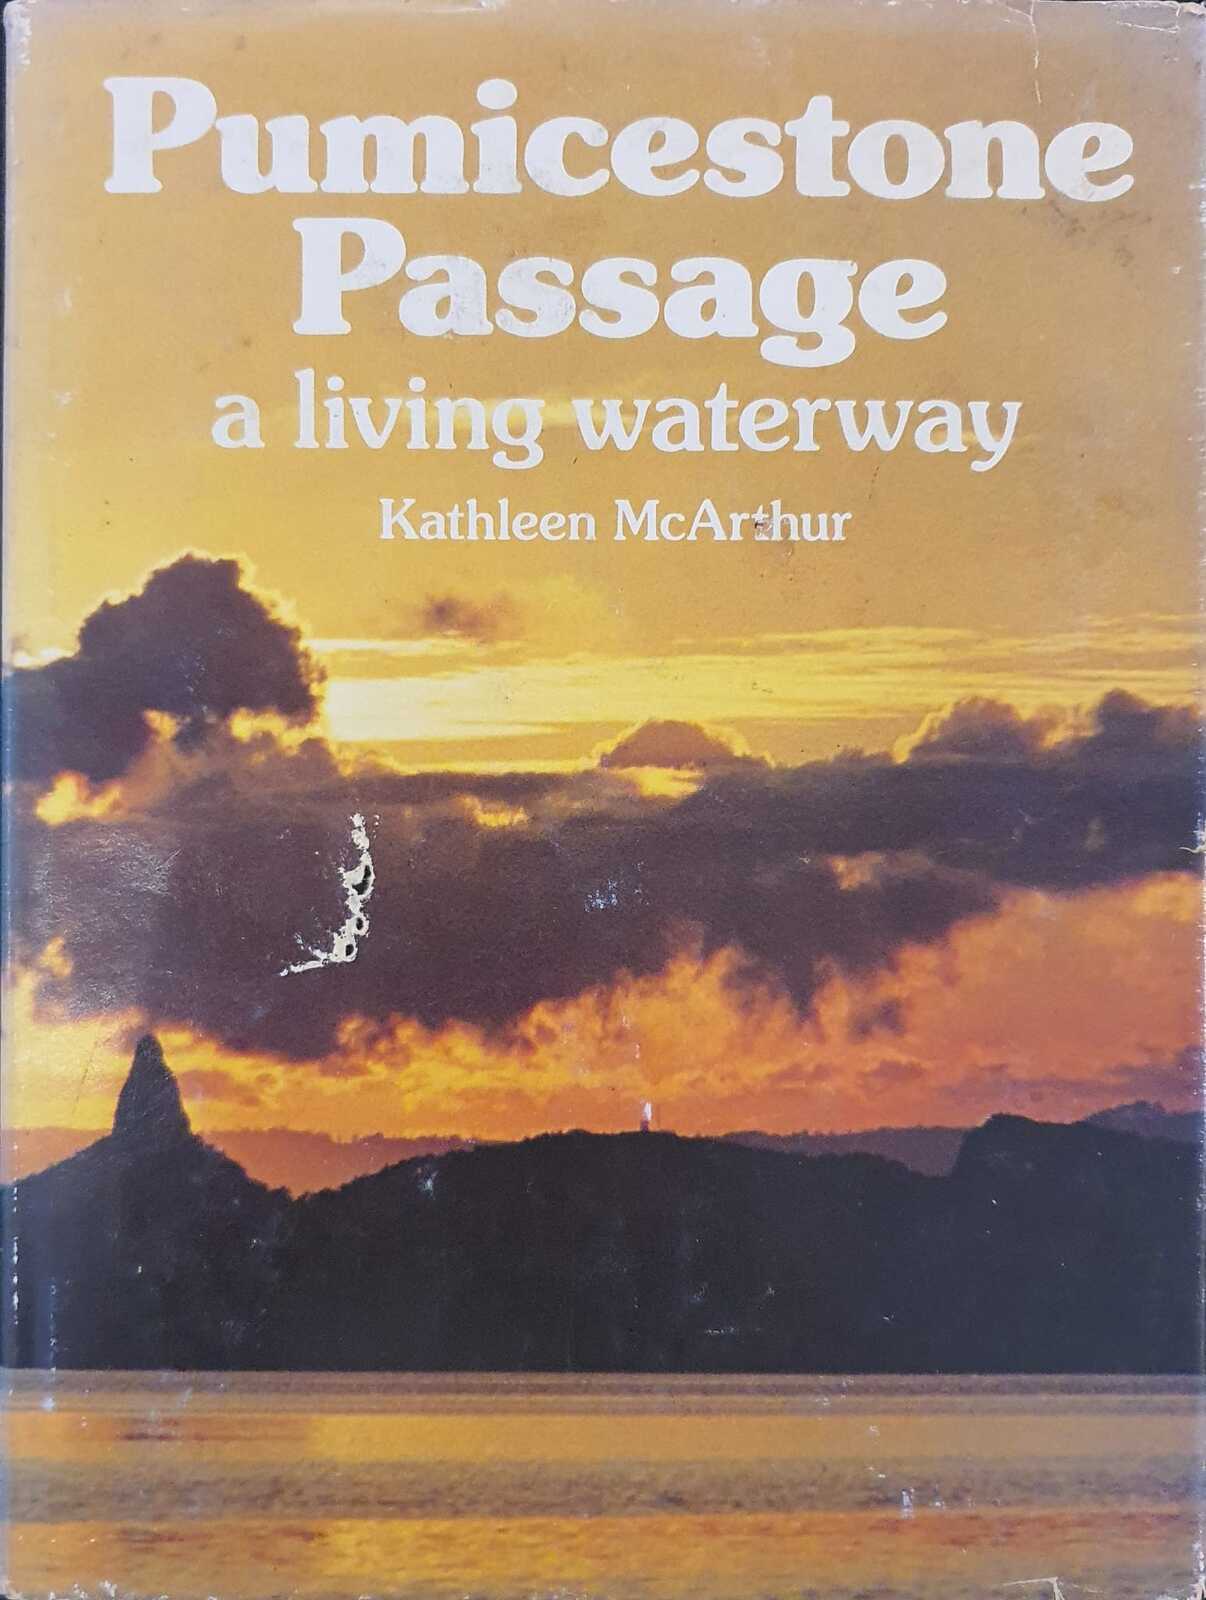 Pumicestone
Passage
a living waterway
Kathleen McArthur